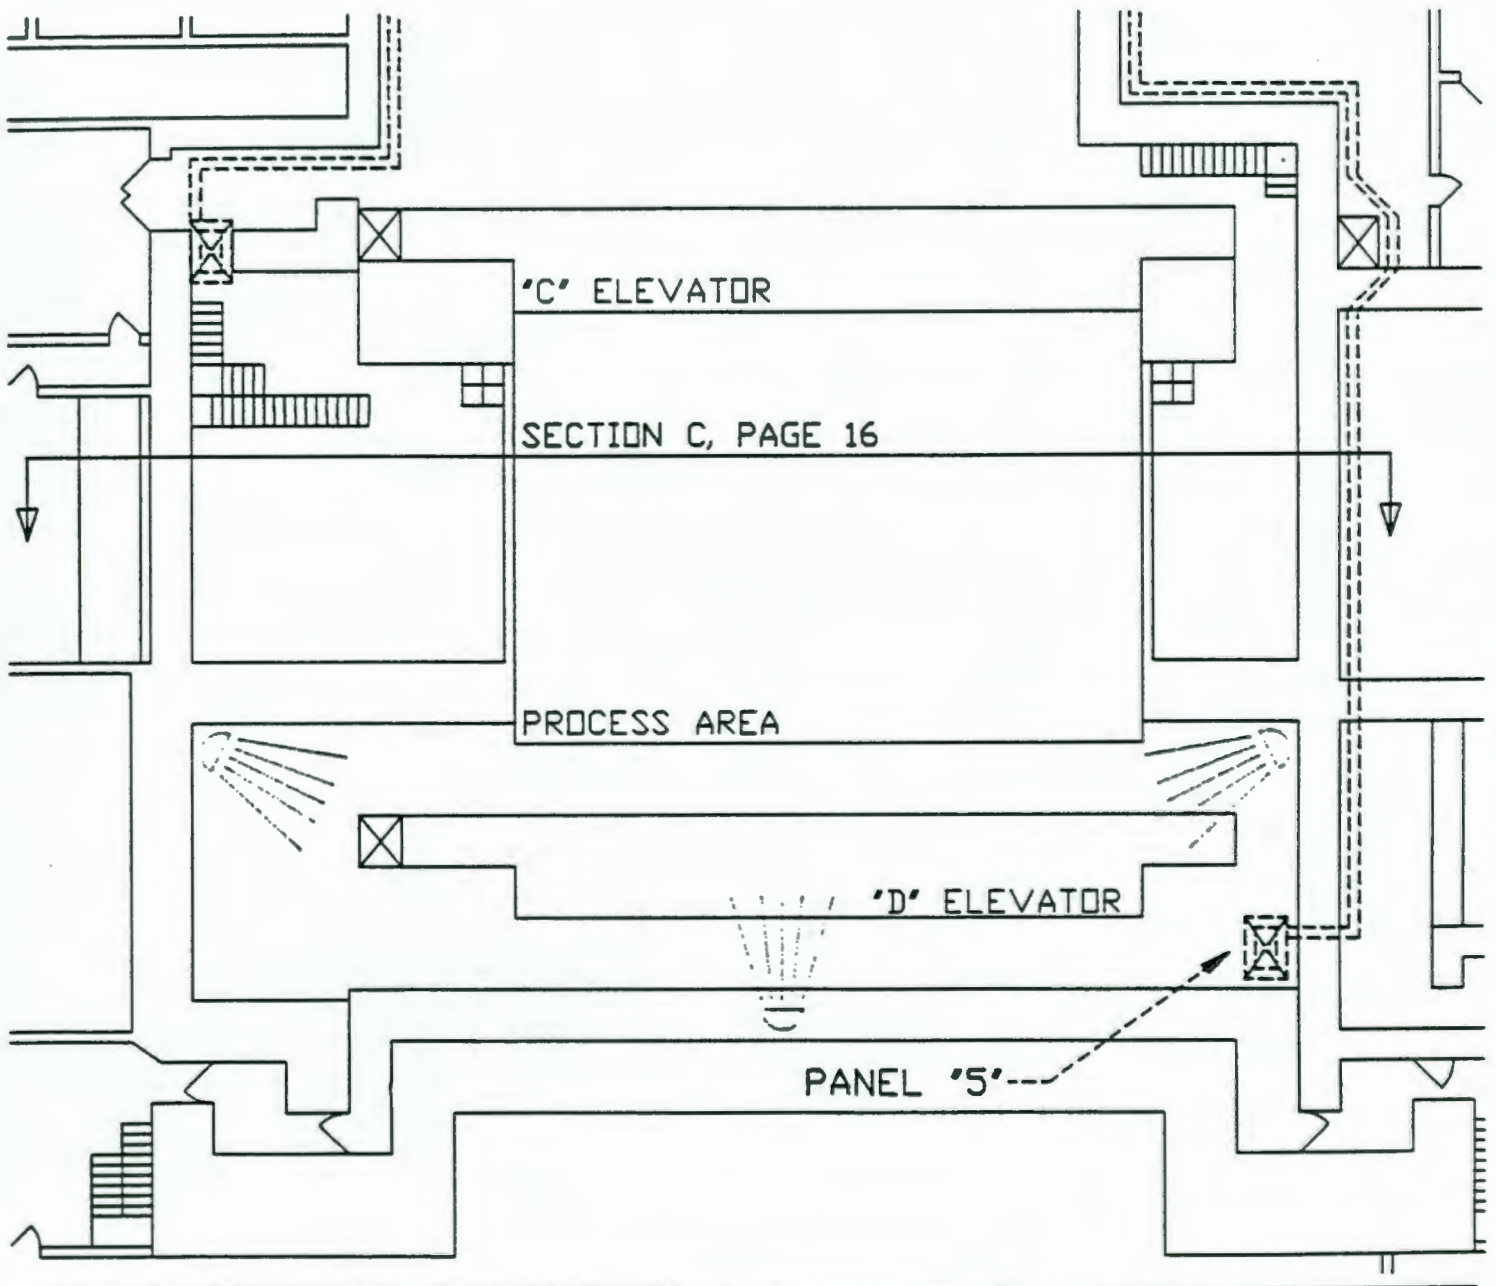 "C" ELEVATOR
SECTION C, PAGE 16
PROCESS AREA
"D" ELEVATOR
PANEL "5"